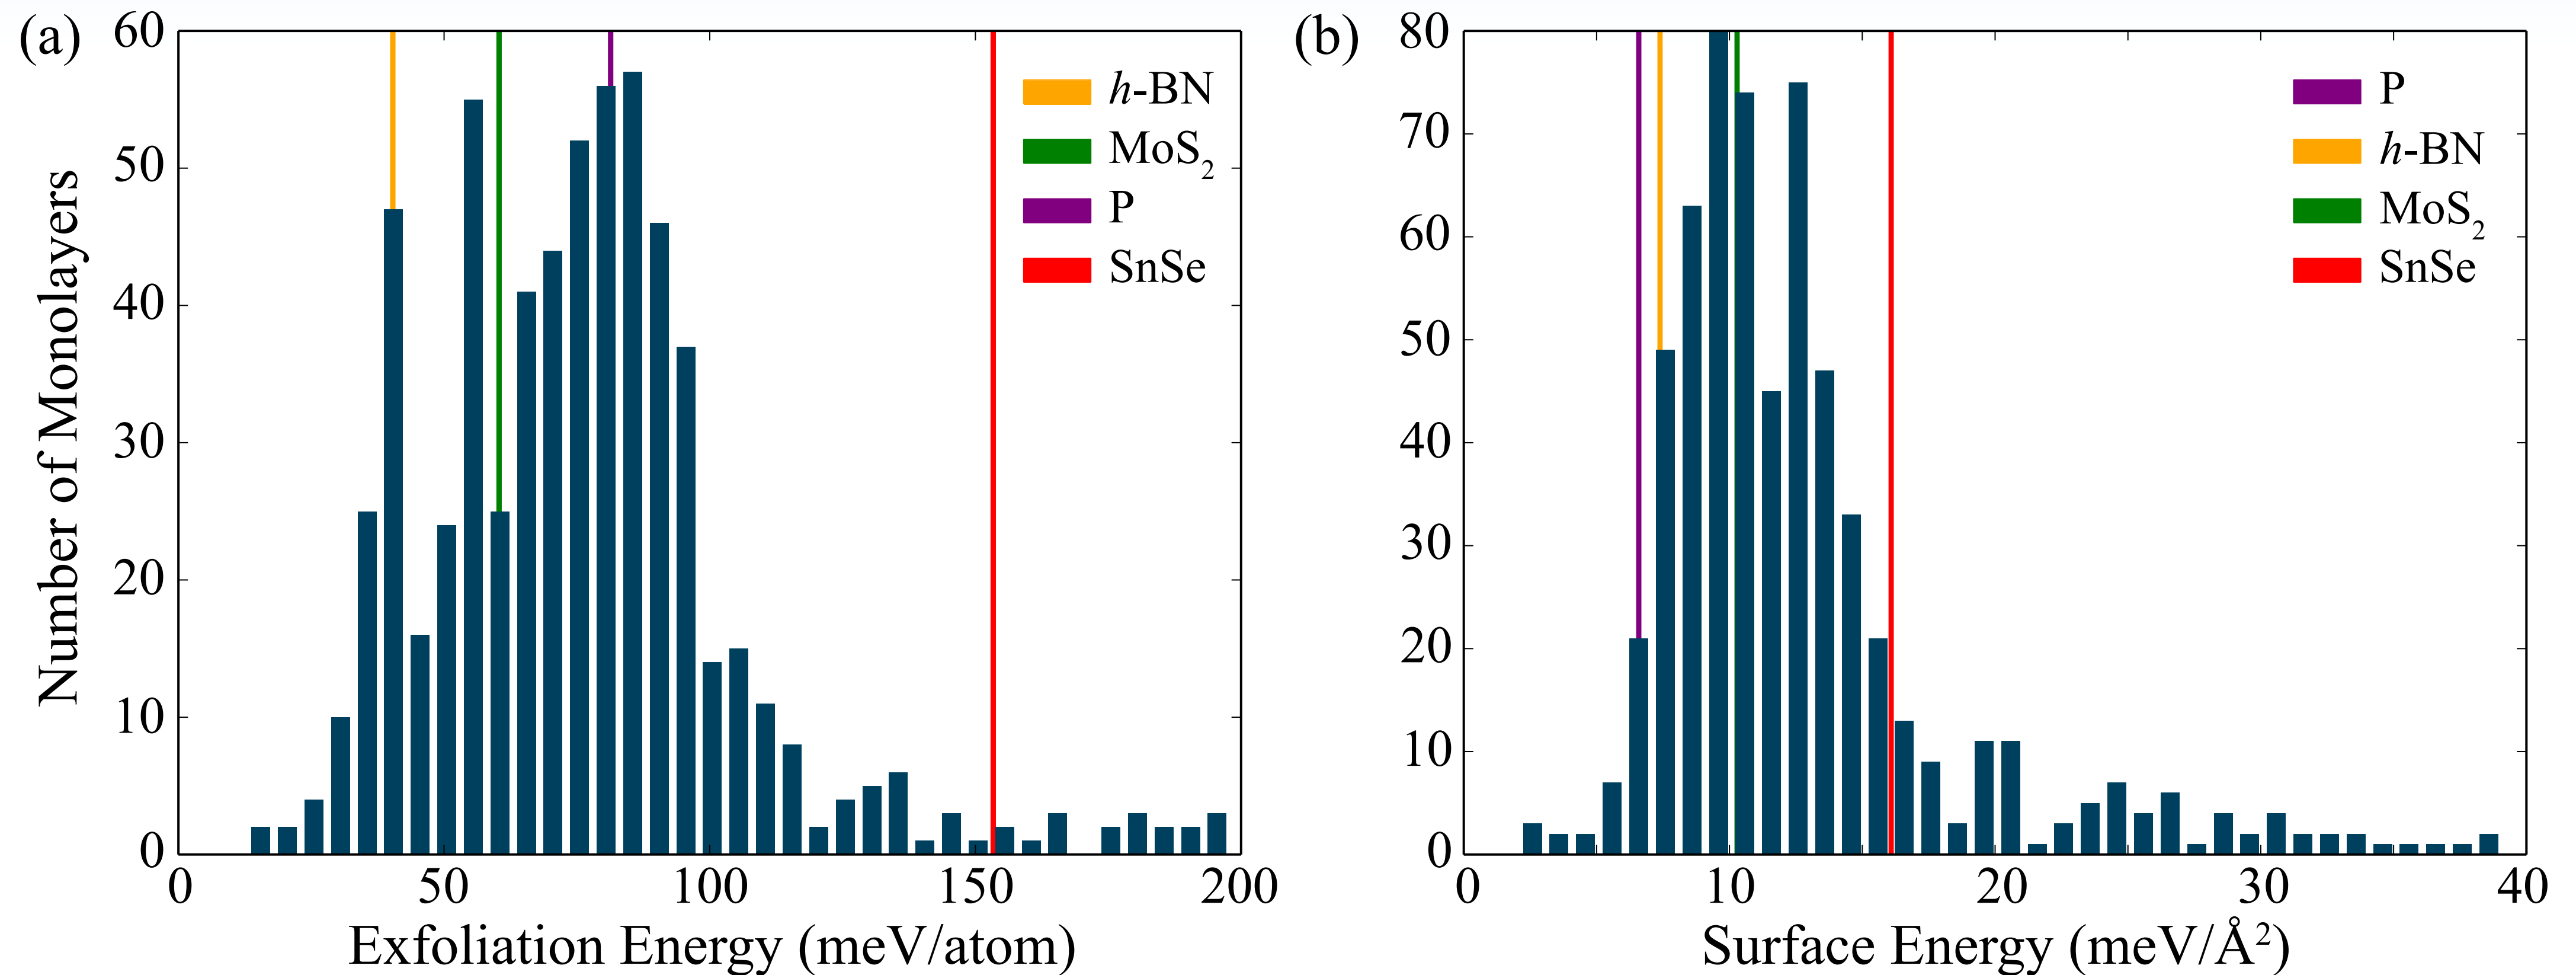 (a)
60
50
40
30
20
10
0
Number of Monolayers
h-BN
MoS₂
P
SnSe
0 50 100 150 200
Exfoliation Energy (meV/atom)
(b)
80
70
60
50
40
30
20
10
0
P
h-BN
MoS₂
SnSe
0 10 20 30 40
Surface Energy (meV/Å²)